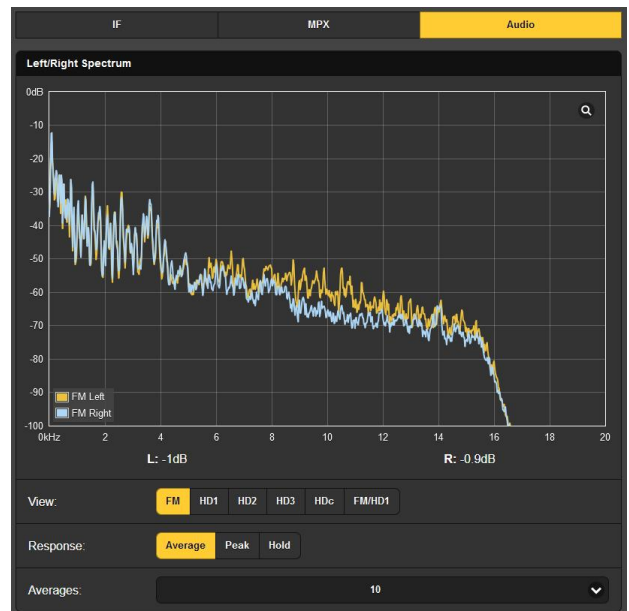 IF MPX Audio
Left/Right Spectrum
0dB
-10
-20
-30
-40
-50
-60
-70
-80
-90
-100
FM Left
FM Right
0kHz 2 4 6 8 10 12 14 16 18 20
L: -1dB R: -0.9dB
View: FM HD1 HD2 HD3 HDc FM/HD1
Response: Average Peak Hold
Averages: 10